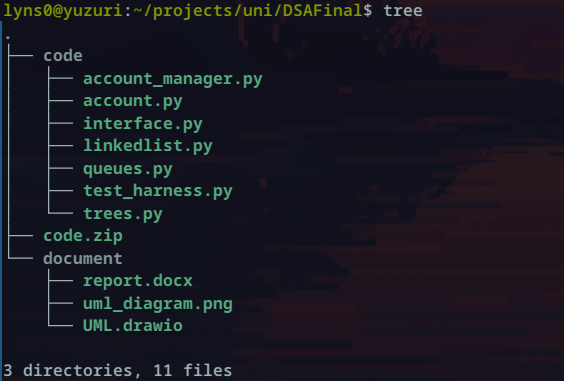 lyns0@yuzuri:~/projects/uni/DSAFinal$ tree
.
├── code
│   ├── account_manager.py
│   ├── account.py
│   ├── interface.py
│   ├── linkedlist.py
│   ├── queues.py
│   ├── test_harness.py
│   └── trees.py
├── code.zip
└── document
    ├── report.docx
    ├── uml_diagram.png
    └── UML.drawio

3 directories, 11 files